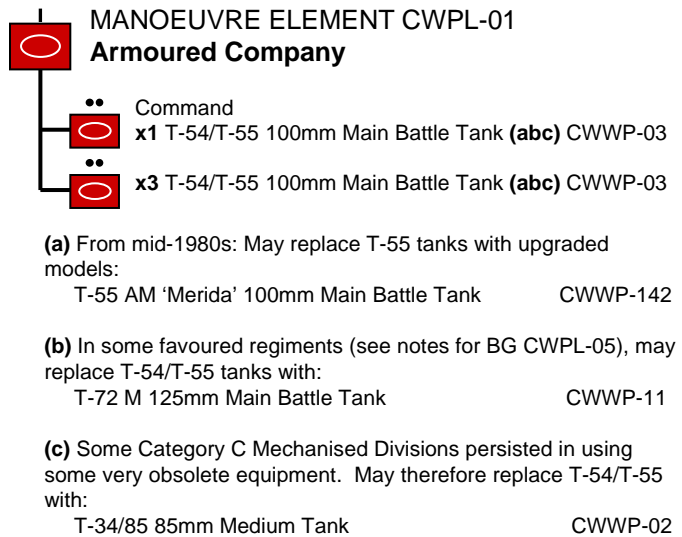 MANOEUVRE ELEMENT CWPL-01
Armoured Company
Command
x1 T-54/T-55 100mm Main Battle Tank (abc) CWWP-03
x3 T-54/T-55 100mm Main Battle Tank (abc) CWWP-03
(a) From mid-1980s: May replace T-55 tanks with upgraded
models:
T-55 AM ‘Merida’ 100mm Main Battle Tank CWWP-142
(b) In some favoured regiments (see notes for BG CWPL-05), may
replace T-54/T-55 tanks with:
T-72 M 125mm Main Battle Tank CWWP-11
(c) Some Category C Mechanised Divisions persisted in using
some very obsolete equipment.  May therefore replace T-54/T-55
with:
T-34/85 85mm Medium Tank CWWP-02